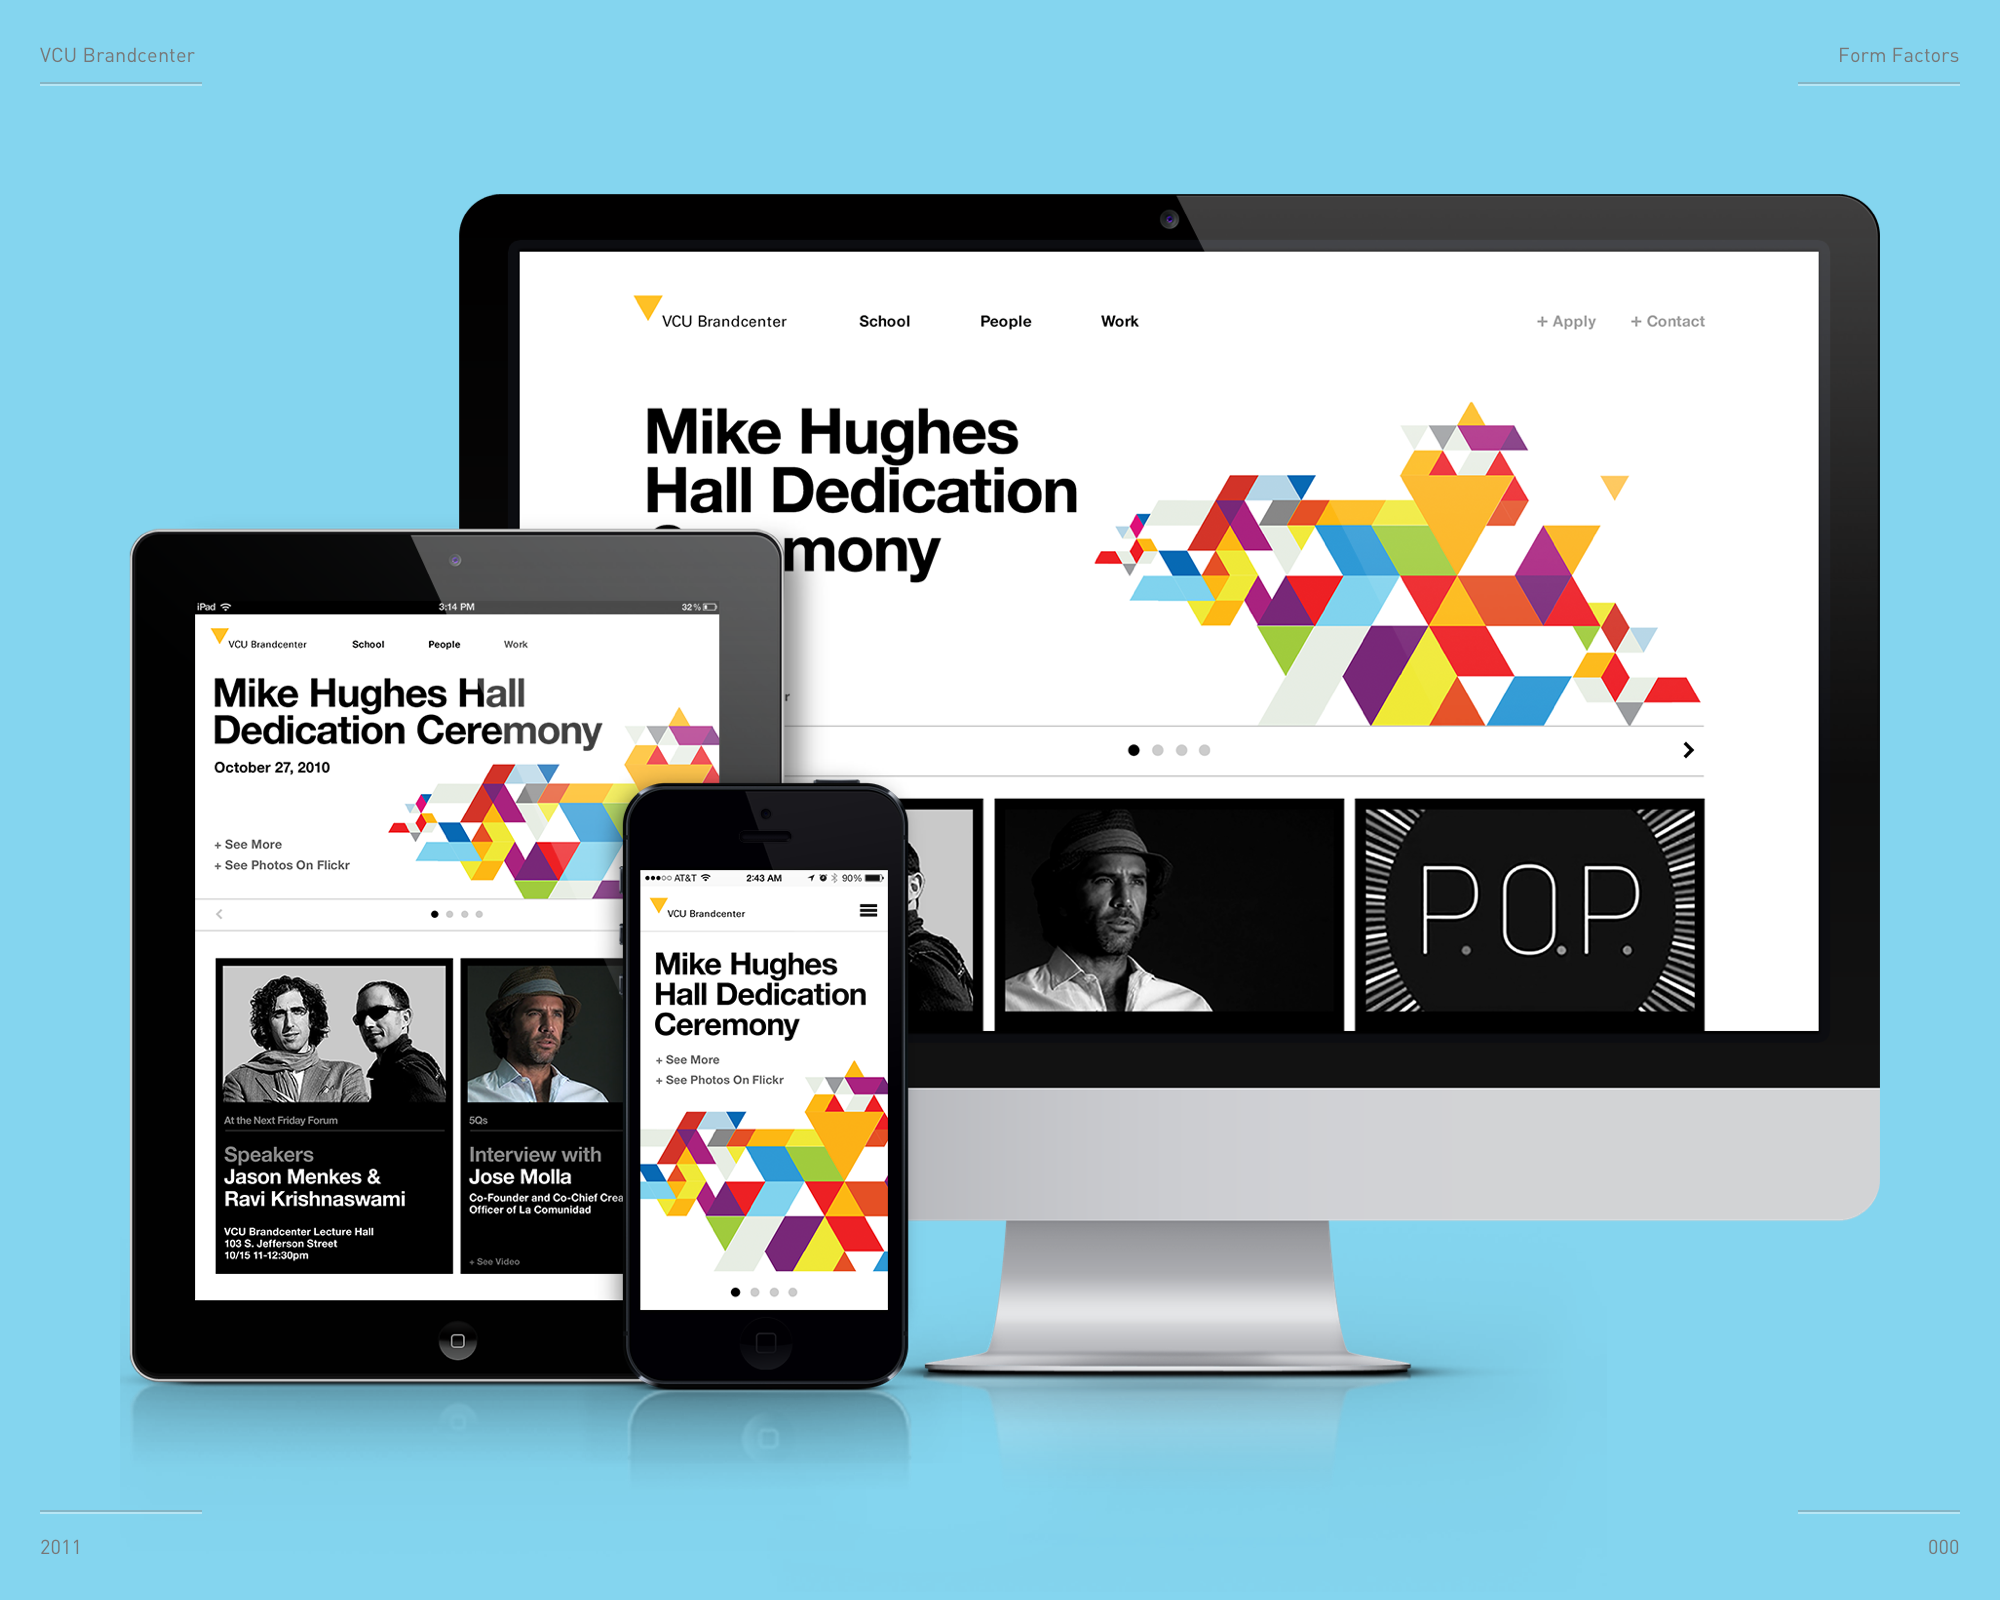 VCU Brandcenter
Form Factors
VCU Brandcenter
School
People
Work
+ Apply
+ Contact
Mike Hughes
Hall Dedication
mony
P.O.P.
iPad
3:14 PM
32%
VCU Brandcenter
School
People
Work
Mike Hughes Hall
Dedication Ceremony
October 27, 2010
+ See More
+ See Photos On Flickr
At the Next Friday Forum
Speakers
Jason Menkes &
Ravi Krishnaswami
VCU Brandcenter Lecture Hall
103 S. Jefferson Street
10/15 11-12:30pm
5Qs
Interview with
Jose Molla
Co-Founder and Co-Chief Crea
Officer of La Comunidad
+ See Video
AT&T
2:43 AM
90%
VCU Brandcenter
Mike Hughes
Hall Dedication
Ceremony
+ See More
+ See Photos On Flickr
2011
000